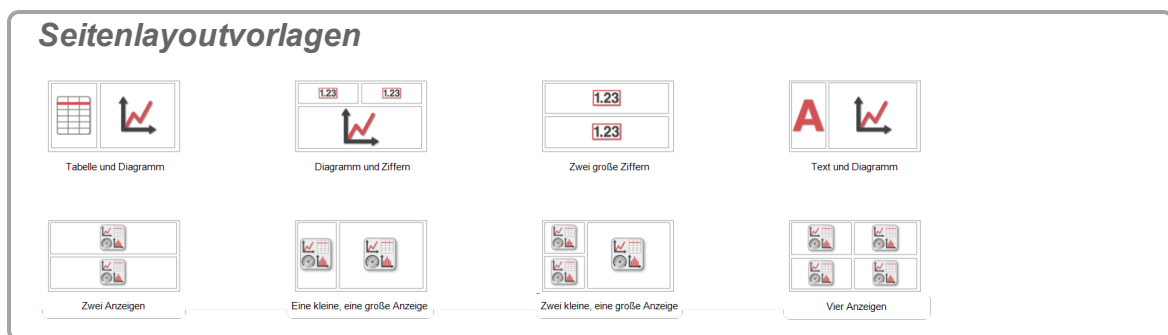 Seitenlayoutvorlagen
1.23 1.23
1.23
1.23
A
Tabelle und Diagramm
Diagramm und Ziffern
Zwei große Ziffern
Text und Diagramm
Zwei Anzeigen
Eine kleine, eine große Anzeige
Zwei kleine, eine große Anzeige
Vier Anzeigen